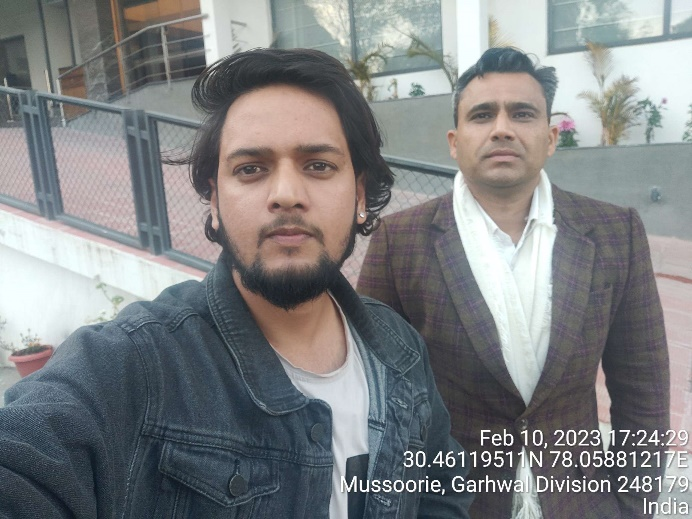 Feb 10, 2023 17:24:29
30.46119511N 78.05881217E
Mussoorie, Garhwal Division 248179
India